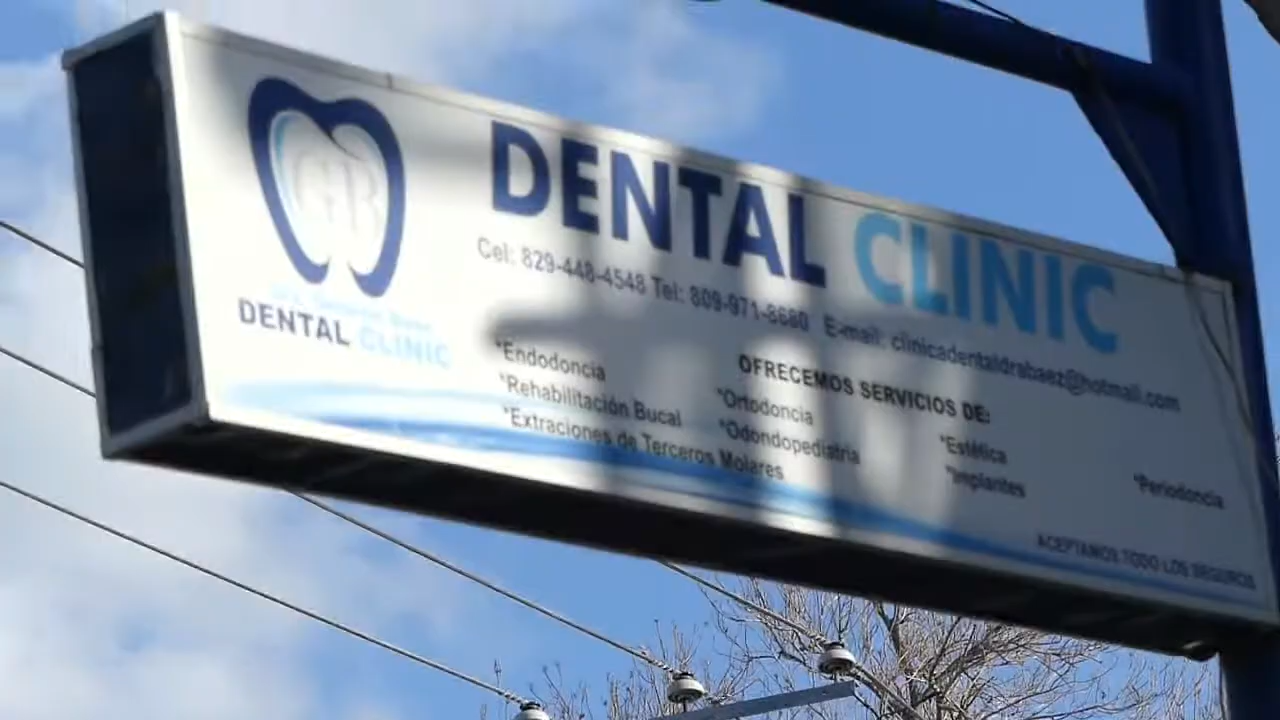 GB
DENTAL CLINIC
DENTAL CLINIC
Cel: 829-448-4548 Tel: 809-971-8680 E-mail: clinicadentaldrabaez@hotmail.com
OFRECEMOS SERVICIOS DE:
*Endodoncia
*Rehabilitación Bucal
*Extraciones de Terceros Molares
*Ortodoncia
*Odondopediatria
*Estética
*Implantes
*Periodoncia
ACEPTAMOS TODO LOS SEGUROS